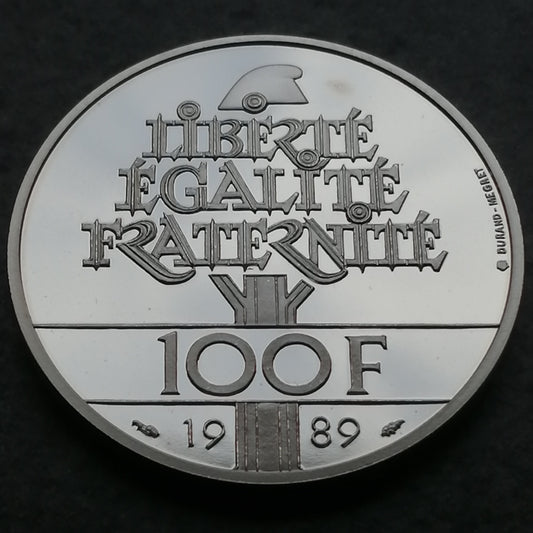 LIBERTÉ
ÉGALITÉ
FRATERNITÉ
DURAND-MEGRET
100F
1989